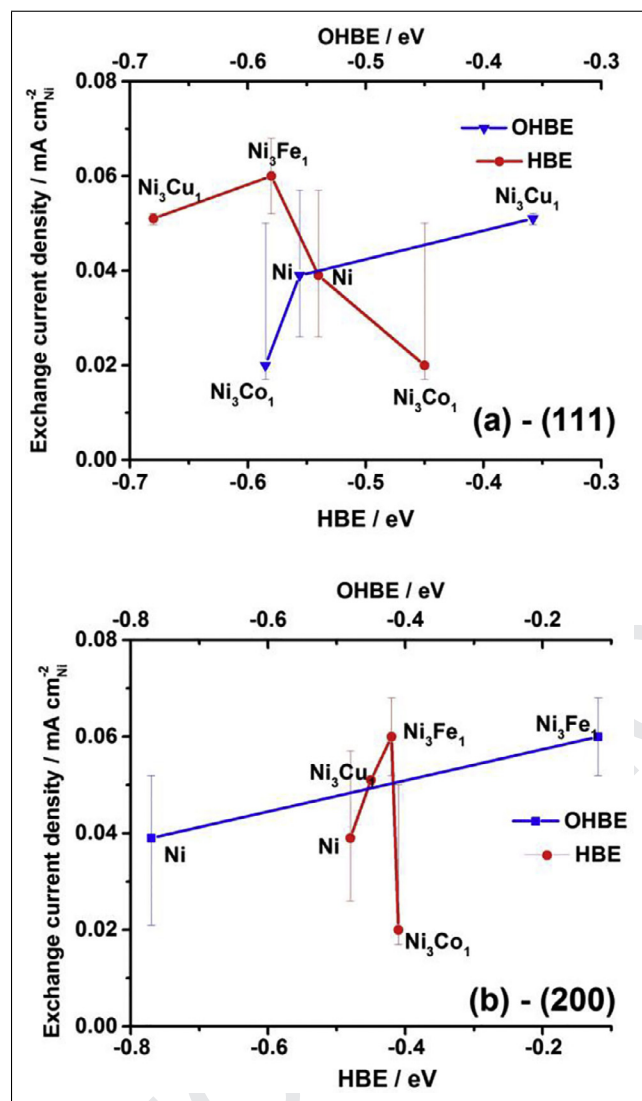 OHBE / eV
-0.7 -0.6 -0.5 -0.4 -0.3
0.08
0.06
0.04
0.02
0.00
Exchange current density / mA cm⁻²Ni
OHBE
HBE
Ni₃Cu₁
Ni₃Fe₁
Ni₃Cu₁
Ni
Ni
Ni₃Co₁
Ni₃Co₁
(a) - (111)
-0.7 -0.6 -0.5 -0.4 -0.3
HBE / eV
OHBE / eV
-0.8 -0.6 -0.4 -0.2
0.08
0.06
0.04
0.02
0.00
Exchange current density / mA cm⁻²Ni
Ni₃Fe₁
Ni₃Fe₁
Ni₃Cu₁
Ni
Ni
OHBE
HBE
Ni₃Co₁
(b) - (200)
-0.8 -0.6 -0.4 -0.2
HBE / eV